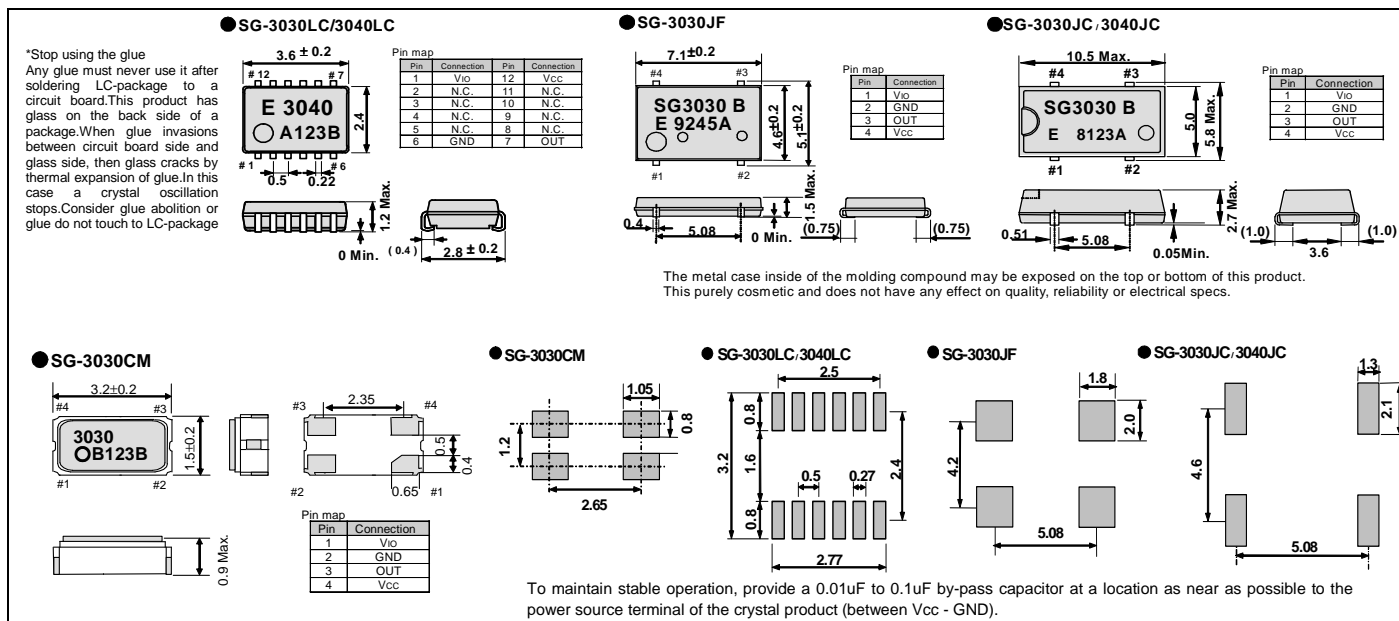 ●SG-3030LC/3040LC
*Stop using the glue
Any glue must never use it after
soldering LC-package to a
circuit board.This product has
glass on the back side of a
package.When glue invasions
between circuit board side and
glass side, then glass cracks by
thermal expansion of glue.In this
case a crystal oscillation
stops.Consider glue abolition or
glue do not touch to LC-package
3.6 ± 0.2
# 12
# 7
E 3040
A123B
2.4
# 1
# 6
0.5
0.22
1.2 Max.
0 Min.
( 0.4 )
2.8 ± 0.2
Pin map
Pin Connection Pin Connection
1 VIO 12 VCC
2 N.C. 11 N.C.
3 N.C. 10 N.C.
4 N.C. 9 N.C.
5 N.C. 8 N.C.
6 GND 7 OUT
●SG-3030JF
7.1±0.2
#4
#3
SG3030 B
E 9245A
4.6±0.2
5.1±0.2
#1
#2
0.4
5.08
1.5 Max.
0 Min.
(0.75)
(0.75)
Pin map
Pin Connection
1 VIO
2 GND
3 OUT
4 VCC
●SG-3030JC/3040JC
10.5 Max.
#4
#3
SG3030 B
E 8123A
5.0
5.8 Max.
#1
#2
0.51
5.08
2.7 Max.
0.05Min.
(1.0)
(1.0)
3.6
Pin map
Pin Connection
1 VIO
2 GND
3 OUT
4 VCC
The metal case inside of the molding compound may be exposed on the top or bottom of this product.
This purely cosmetic and does not have any effect on quality, reliability or electrical specs.
●SG-3030CM
3.2±0.2
#4
#3
3030
B123B
1.5±0.2
#1
#2
0.9 Max.
#3
#4
2.35
0.5
0.4
0.65
#2
#1
Pin map
Pin Connection
1 VIO
2 GND
3 OUT
4 VCC
● SG-3030CM
1.05
0.8
1.2
2.65
● SG-3030LC/3040LC
2.5
0.8
3.2
1.6
2.4
0.5
0.27
0.8
2.77
● SG-3030JF
1.8
2.0
4.2
5.08
● SG-3030JC/3040JC
1.3
2.1
4.6
5.08
To maintain stable operation, provide a 0.01uF to 0.1uF by-pass capacitor at a location as near as possible to the
power source terminal of the crystal product (between Vcc - GND).